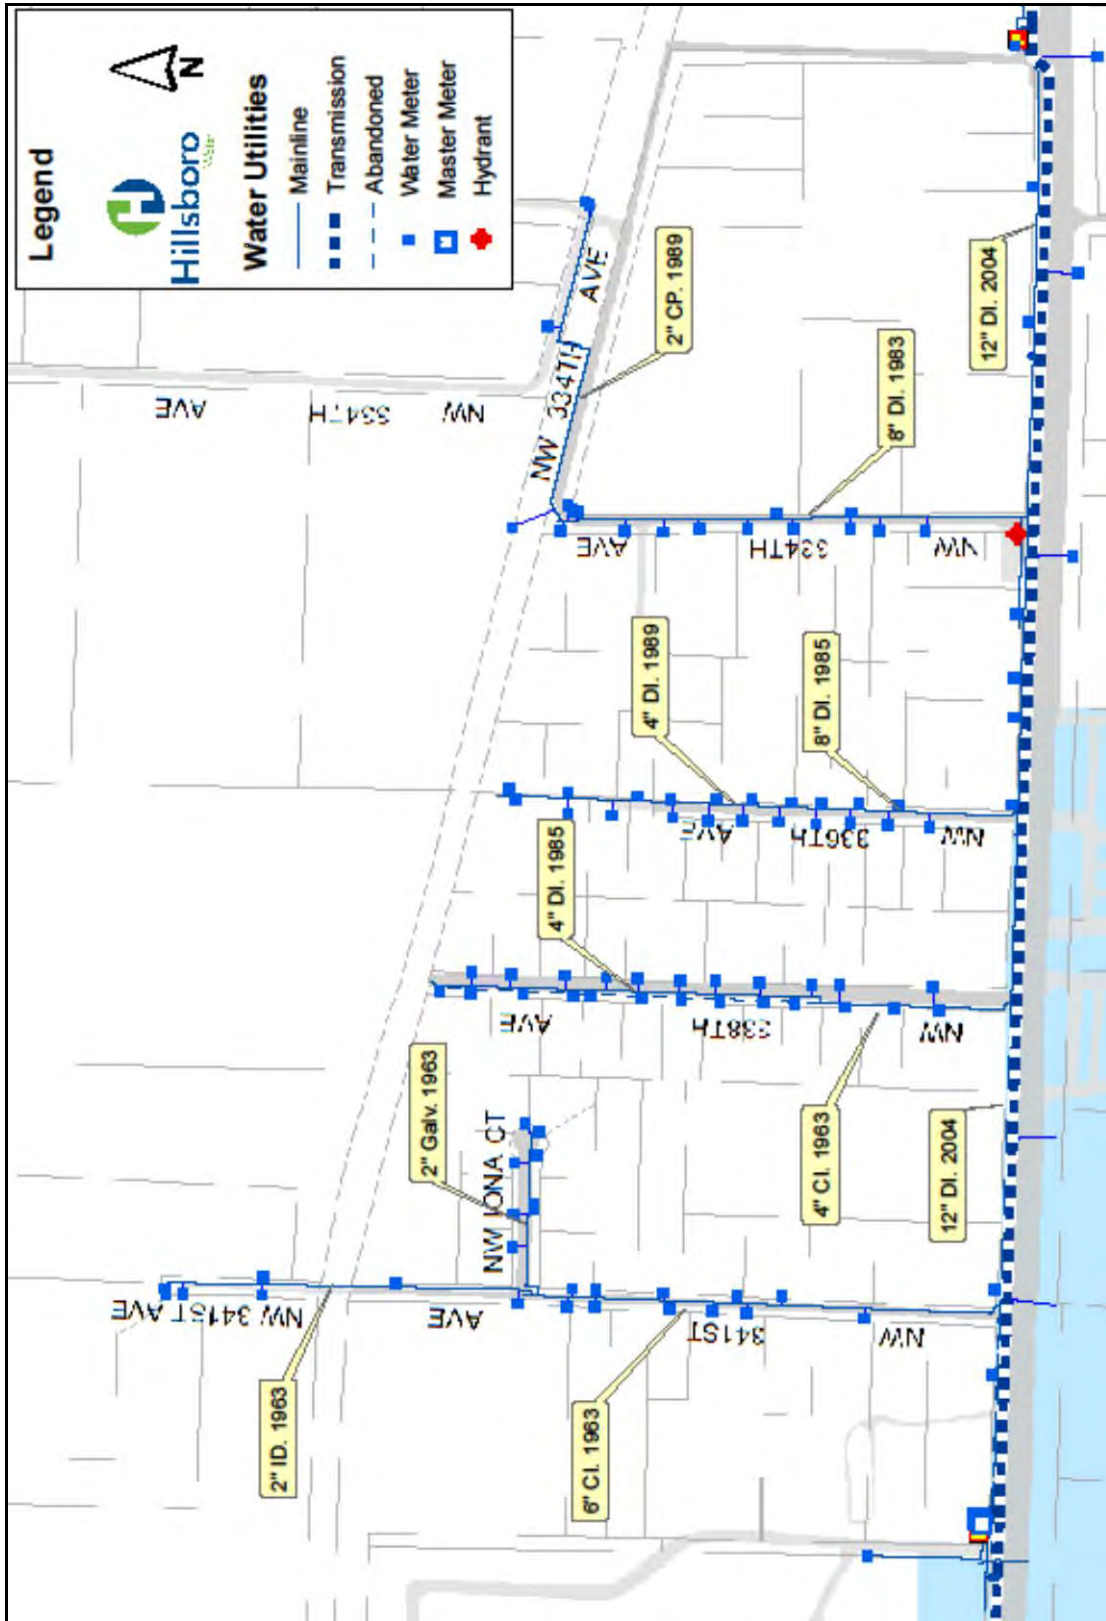 Legend
N
Hillsboro
Water
Water Utilities
Mainline
Transmission
Abandoned
Water Meter
Master Meter
Hydrant
NW 341ST AVE
AVE
341ST
NW
NW IONA CT
AVE
338TH
NW
AVE
336TH
NW
AVE
334TH
NW
NW 334TH AVE
AVE
334TH
NW
2" ID. 1963
6" CI. 1963
2" Galv. 1963
4" CI. 1963
12" DI. 2004
4" DI. 1985
4" DI. 1989
8" DI. 1985
2" CP. 1989
8" DI. 1983
12" DI. 2004